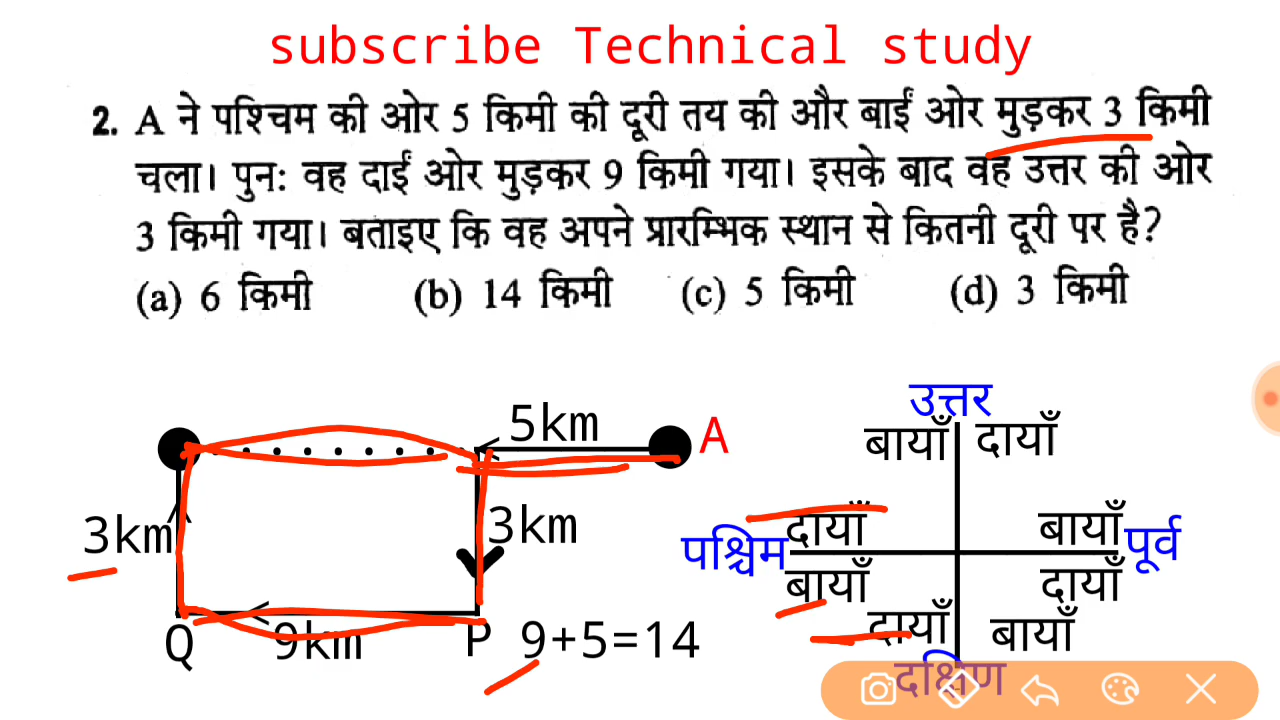 subscribe Technical study
2. A ने पश्चिम की ओर 5 किमी की दूरी तय की और बाईं ओर मुड़कर 3 किमी
चला। पुनः वह दाईं ओर मुड़कर 9 किमी गया। इसके बाद वह उत्तर की ओर
3 किमी गया। बताइए कि वह अपने प्रारम्भिक स्थान से कितनी दूरी पर है?
(a) 6 किमी (b) 14 किमी (c) 5 किमी (d) 3 किमी
5km A
3km 3km
Q 9km P 9+5=14
उत्तर
बायाँ दायाँ
दायाँ बायाँ
पश्चिम पूर्व
बायाँ दायाँ
दायाँ बायाँ
दक्षिण